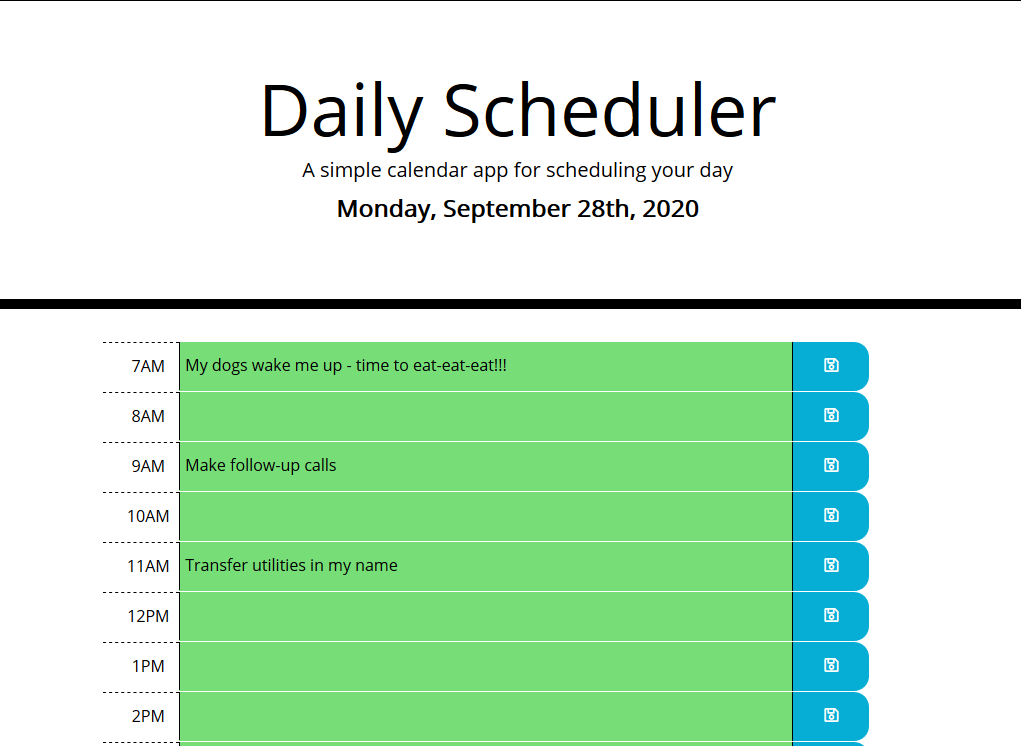 Daily Scheduler
A simple calendar app for scheduling your day
Monday, September 28th, 2020
7AM My dogs wake me up - time to eat-eat-eat!!!
8AM
9AM Make follow-up calls
10AM
11AM Transfer utilities in my name
12PM
1PM
2PM